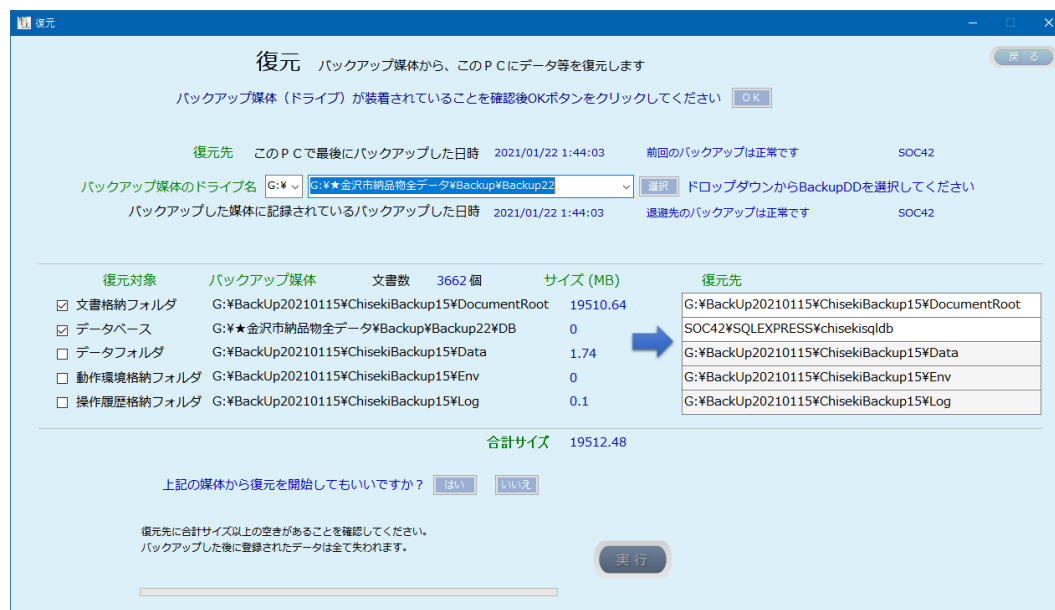 復元
復元 バックアップ媒体から、このＰＣにデータ等を復元します
戻 る
バックアップ媒体（ドライブ）が装着されていることを確認後OKボタンをクリックしてください ＯＫ
復元先 このＰＣで最後にバックアップした日時 2021/01/22 1:44:03 前回のバックアップは正常です SOC42
バックアップ媒体のドライブ名 G:¥ G:¥★金沢市納品物全データ¥Backup¥Backup22 選択 ドロップダウンからBackupDDを選択してください
バックアップした媒体に記録されているバックアップした日時 2021/01/22 1:44:03 退避先のバックアップは正常です SOC42
復元対象 バックアップ媒体 文書数 3662 個 サイズ (MB) 復元先
文書格納フォルダ G:¥BackUp20210115¥ChisekiBackup15¥DocumentRoot 19510.64 G:¥BackUp20210115¥ChisekiBackup15¥DocumentRoot
データベース G:¥★金沢市納品物全データ¥Backup¥Backup22¥DB 0 SOC42¥SQLEXPRESS¥chisekisqldb
データフォルダ G:¥BackUp20210115¥ChisekiBackup15¥Data 1.74 G:¥BackUp20210115¥ChisekiBackup15¥Data
動作環境格納フォルダ G:¥BackUp20210115¥ChisekiBackup15¥Env 0 G:¥BackUp20210115¥ChisekiBackup15¥Env
操作履歴格納フォルダ G:¥BackUp20210115¥ChisekiBackup15¥Log 0.1 G:¥BackUp20210115¥ChisekiBackup15¥Log
合計サイズ 19512.48
上記の媒体から復元を開始してもいいですか？ はい いいえ
復元先に合計サイズ以上の空きがあることを確認してください。
バックアップした後に登録されたデータは全て失われます。
実 行